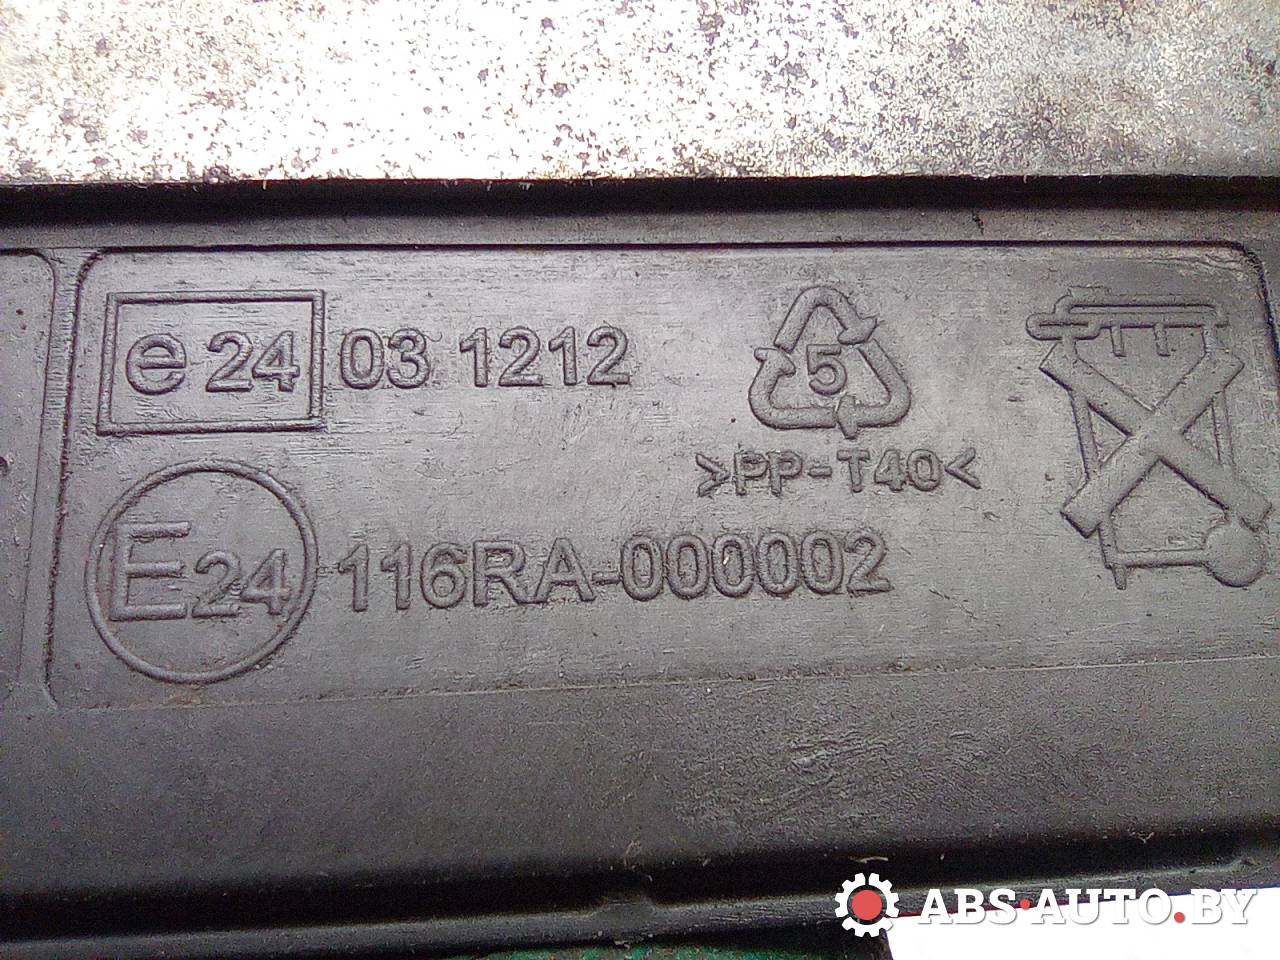 e 24 03 1212
5
>PP-T40<
E24 116RA-000002
ABS-AUTO.BY